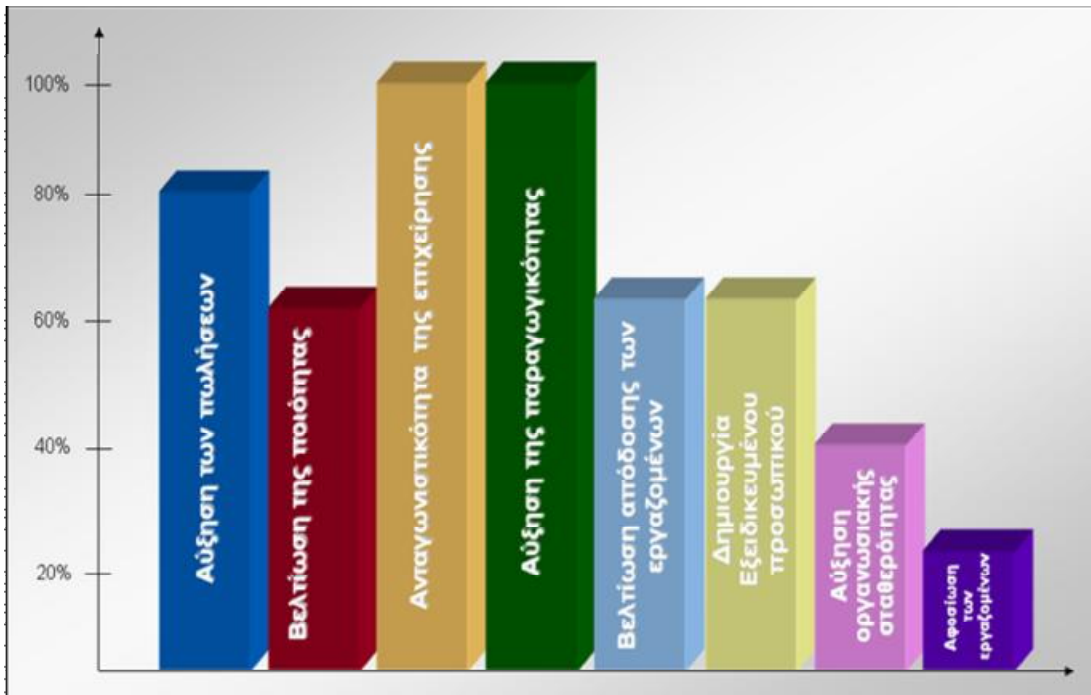 100%
80%
60%
40%
20%
Αύξηση των πωλήσεων
Βελτίωση της ποιότητας
Ανταγωνιστικότητα της επιχείρησης
Αύξηση της παραγωγικότητας
Βελτίωση απόδοσης των
εργαζομένων
Δημιουργία
Εξειδικευμένου
προσωπικού
Αύξηση
οργανωσιακής
σταθερότητας
Αφοσίωση
των
εργαζομένων